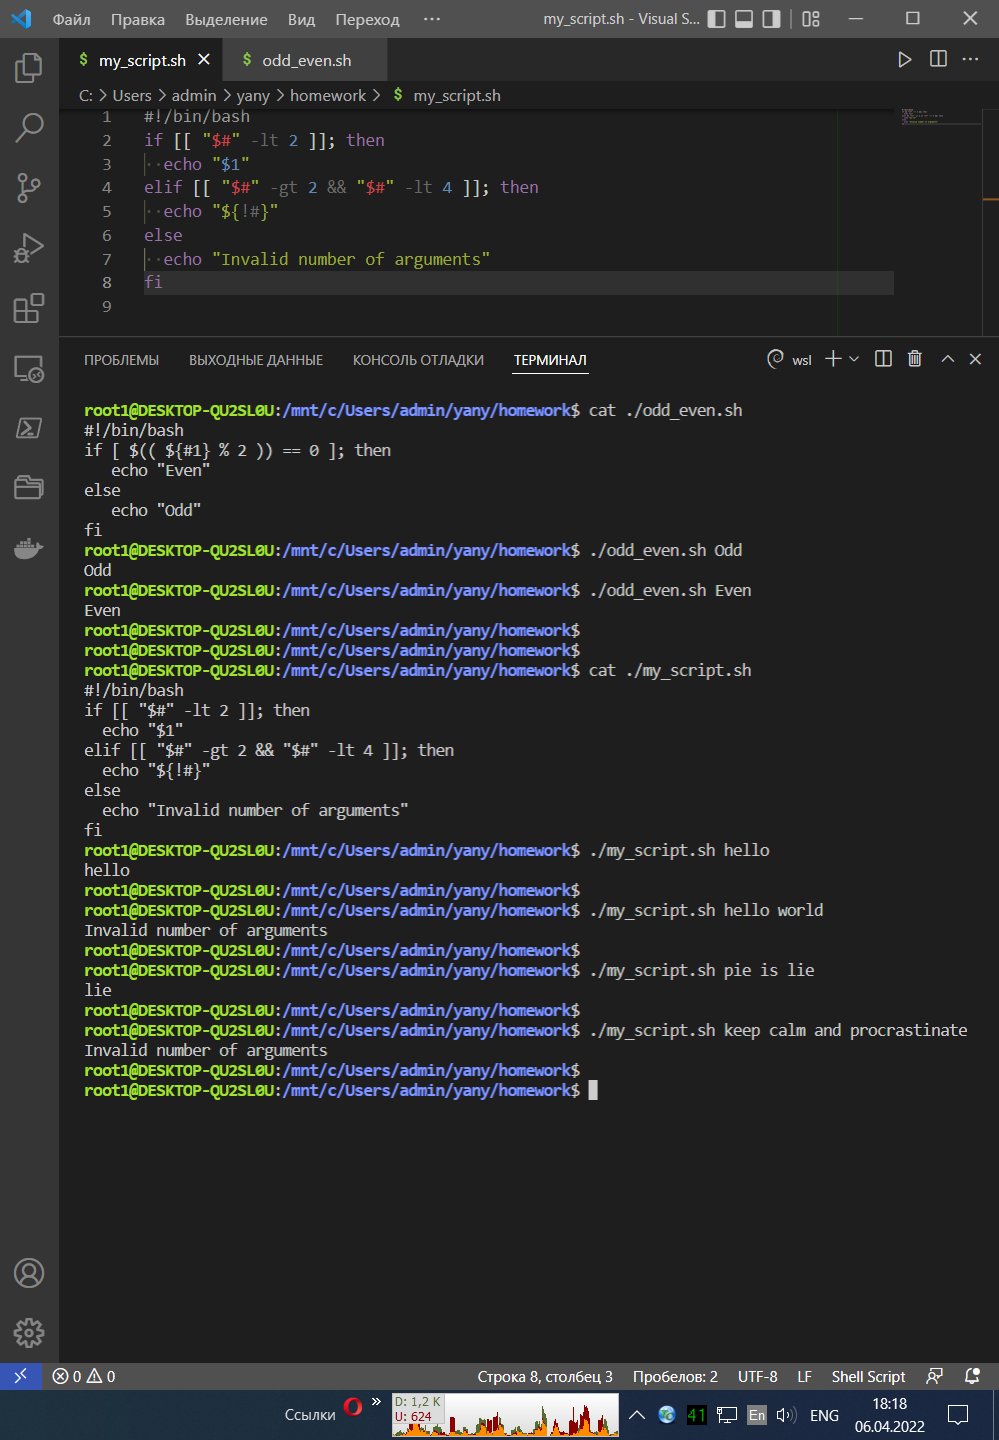 Файл Правка Выделение Вид Переход ··· my_script.sh - Visual S...
$ my_script.sh $ odd_even.sh
C: > Users > admin > yany > homework > $ my_script.sh
1 #!/bin/bash
2 if [[ "$#" -lt 2 ]]; then
3 ··echo "$1"
4 elif [[ "$#" -gt 2 && "$#" -lt 4 ]]; then
5 ··echo "${!#}"
6 else
7 ··echo "Invalid number of arguments"
8 fi
9
ПРОБЛЕМЫ ВЫХОДНЫЕ ДАННЫЕ КОНСОЛЬ ОТЛАДКИ ТЕРМИНАЛ wsl
root1@DESKTOP-QU2SL0U:/mnt/c/Users/admin/yany/homework$ cat ./odd_even.sh
#!/bin/bash
if [ $(( ${#1} % 2 )) == 0 ]; then
   echo "Even"
else
   echo "Odd"
fi
root1@DESKTOP-QU2SL0U:/mnt/c/Users/admin/yany/homework$ ./odd_even.sh Odd
Odd
root1@DESKTOP-QU2SL0U:/mnt/c/Users/admin/yany/homework$ ./odd_even.sh Even
Even
root1@DESKTOP-QU2SL0U:/mnt/c/Users/admin/yany/homework$
root1@DESKTOP-QU2SL0U:/mnt/c/Users/admin/yany/homework$
root1@DESKTOP-QU2SL0U:/mnt/c/Users/admin/yany/homework$ cat ./my_script.sh
#!/bin/bash
if [[ "$#" -lt 2 ]]; then
  echo "$1"
elif [[ "$#" -gt 2 && "$#" -lt 4 ]]; then
  echo "${!#}"
else
  echo "Invalid number of arguments"
fi
root1@DESKTOP-QU2SL0U:/mnt/c/Users/admin/yany/homework$ ./my_script.sh hello
hello
root1@DESKTOP-QU2SL0U:/mnt/c/Users/admin/yany/homework$
root1@DESKTOP-QU2SL0U:/mnt/c/Users/admin/yany/homework$ ./my_script.sh hello world
Invalid number of arguments
root1@DESKTOP-QU2SL0U:/mnt/c/Users/admin/yany/homework$
root1@DESKTOP-QU2SL0U:/mnt/c/Users/admin/yany/homework$ ./my_script.sh pie is lie
lie
root1@DESKTOP-QU2SL0U:/mnt/c/Users/admin/yany/homework$
root1@DESKTOP-QU2SL0U:/mnt/c/Users/admin/yany/homework$ ./my_script.sh keep calm and procrastinate
Invalid number of arguments
root1@DESKTOP-QU2SL0U:/mnt/c/Users/admin/yany/homework$
root1@DESKTOP-QU2SL0U:/mnt/c/Users/admin/yany/homework$
0 0 Строка 8, столбец 3 Пробелов: 2 UTF-8 LF Shell Script
Ссылки » D: 1,2 K 41 En ENG 18:18
U: 624 06.04.2022